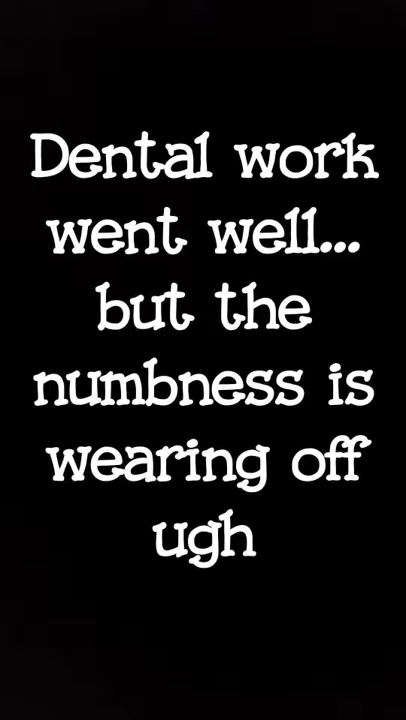 Dental work
went well...
but the
numbness is
wearing off
ugh